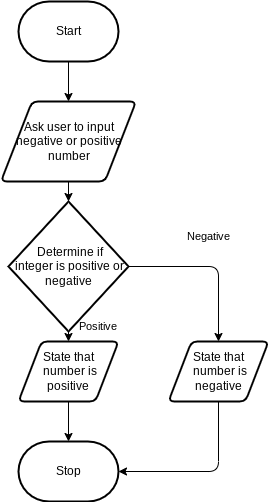 Start
Ask user to input
negative or positive
number
Determine if
integer is positive or
negative
Negative
Positive
State that
number is
positive
State that
number is
negative
Stop